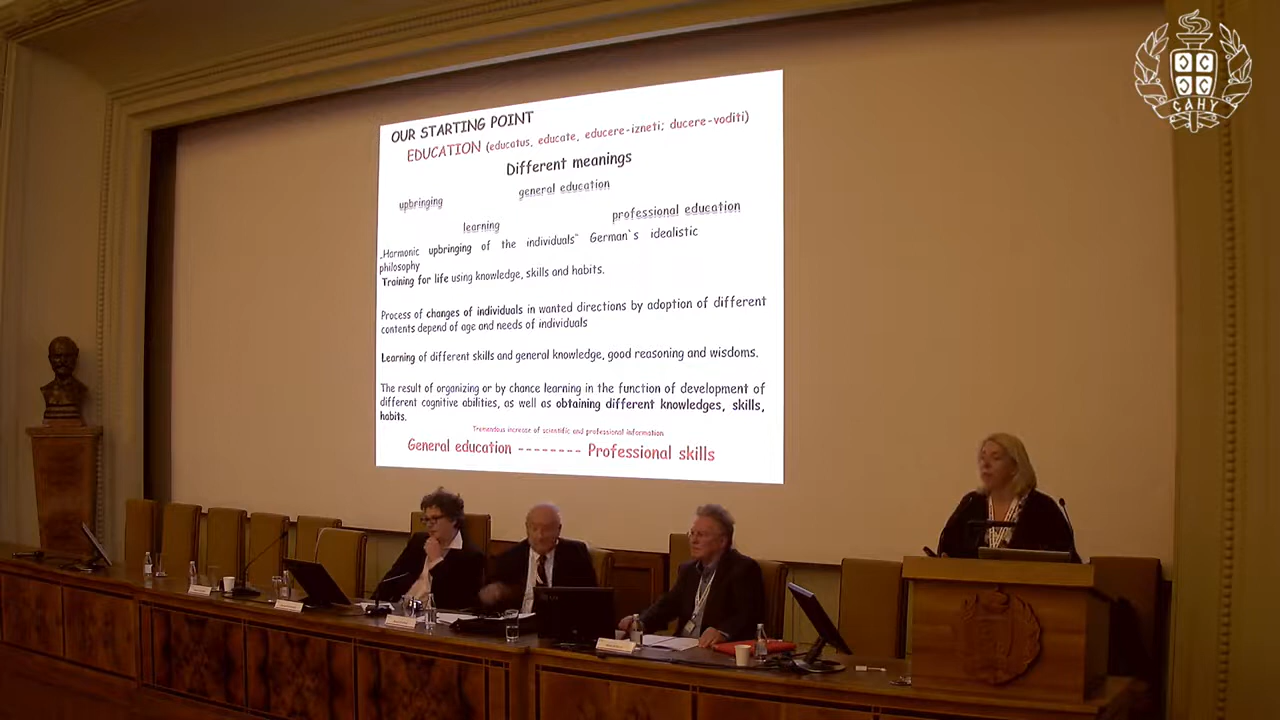 OUR STARTING POINT
EDUCATION (educatus, educate, educere-izneti; ducere-voditi)
Different meanings
general education
upbringing
professional education
learning
„Harmonic upbringing of the individuals" German`s idealistic
philosophy
Training for life using knowledge, skills and habits.
Process of changes of individuals in wanted directions by adoption of different
contents depend of age and needs of individuals
Learning of different skills and general knowledge, good reasoning and wisdoms.
The result of organizing or by chance learning in the function of development of
different cognitive abilities, as well as obtaining different knowledges, skills,
habits.
Tremendous increase of scientific and professional information
General education -------- Professional skills
САНУ